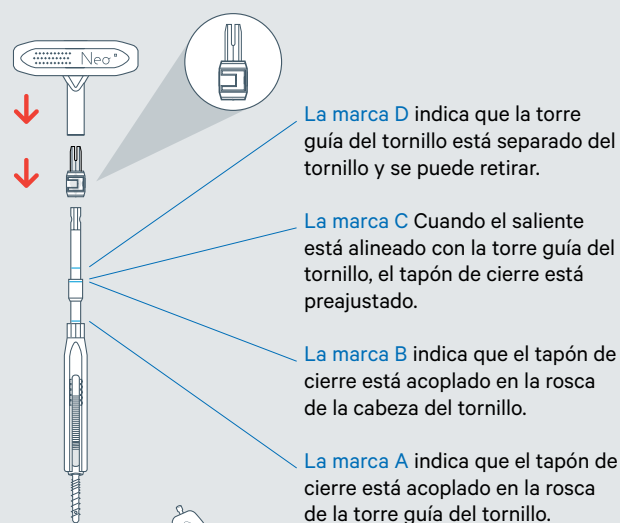 Neo
La marca D indica que la torre
guía del tornillo está separado del
tornillo y se puede retirar.
La marca C Cuando el saliente
está alineado con la torre guía del
tornillo, el tapón de cierre está
preajustado.
La marca B indica que el tapón de
cierre está acoplado en la rosca
de la cabeza del tornillo.
La marca A indica que el tapón de
cierre está acoplado en la rosca
de la torre guía del tornillo.